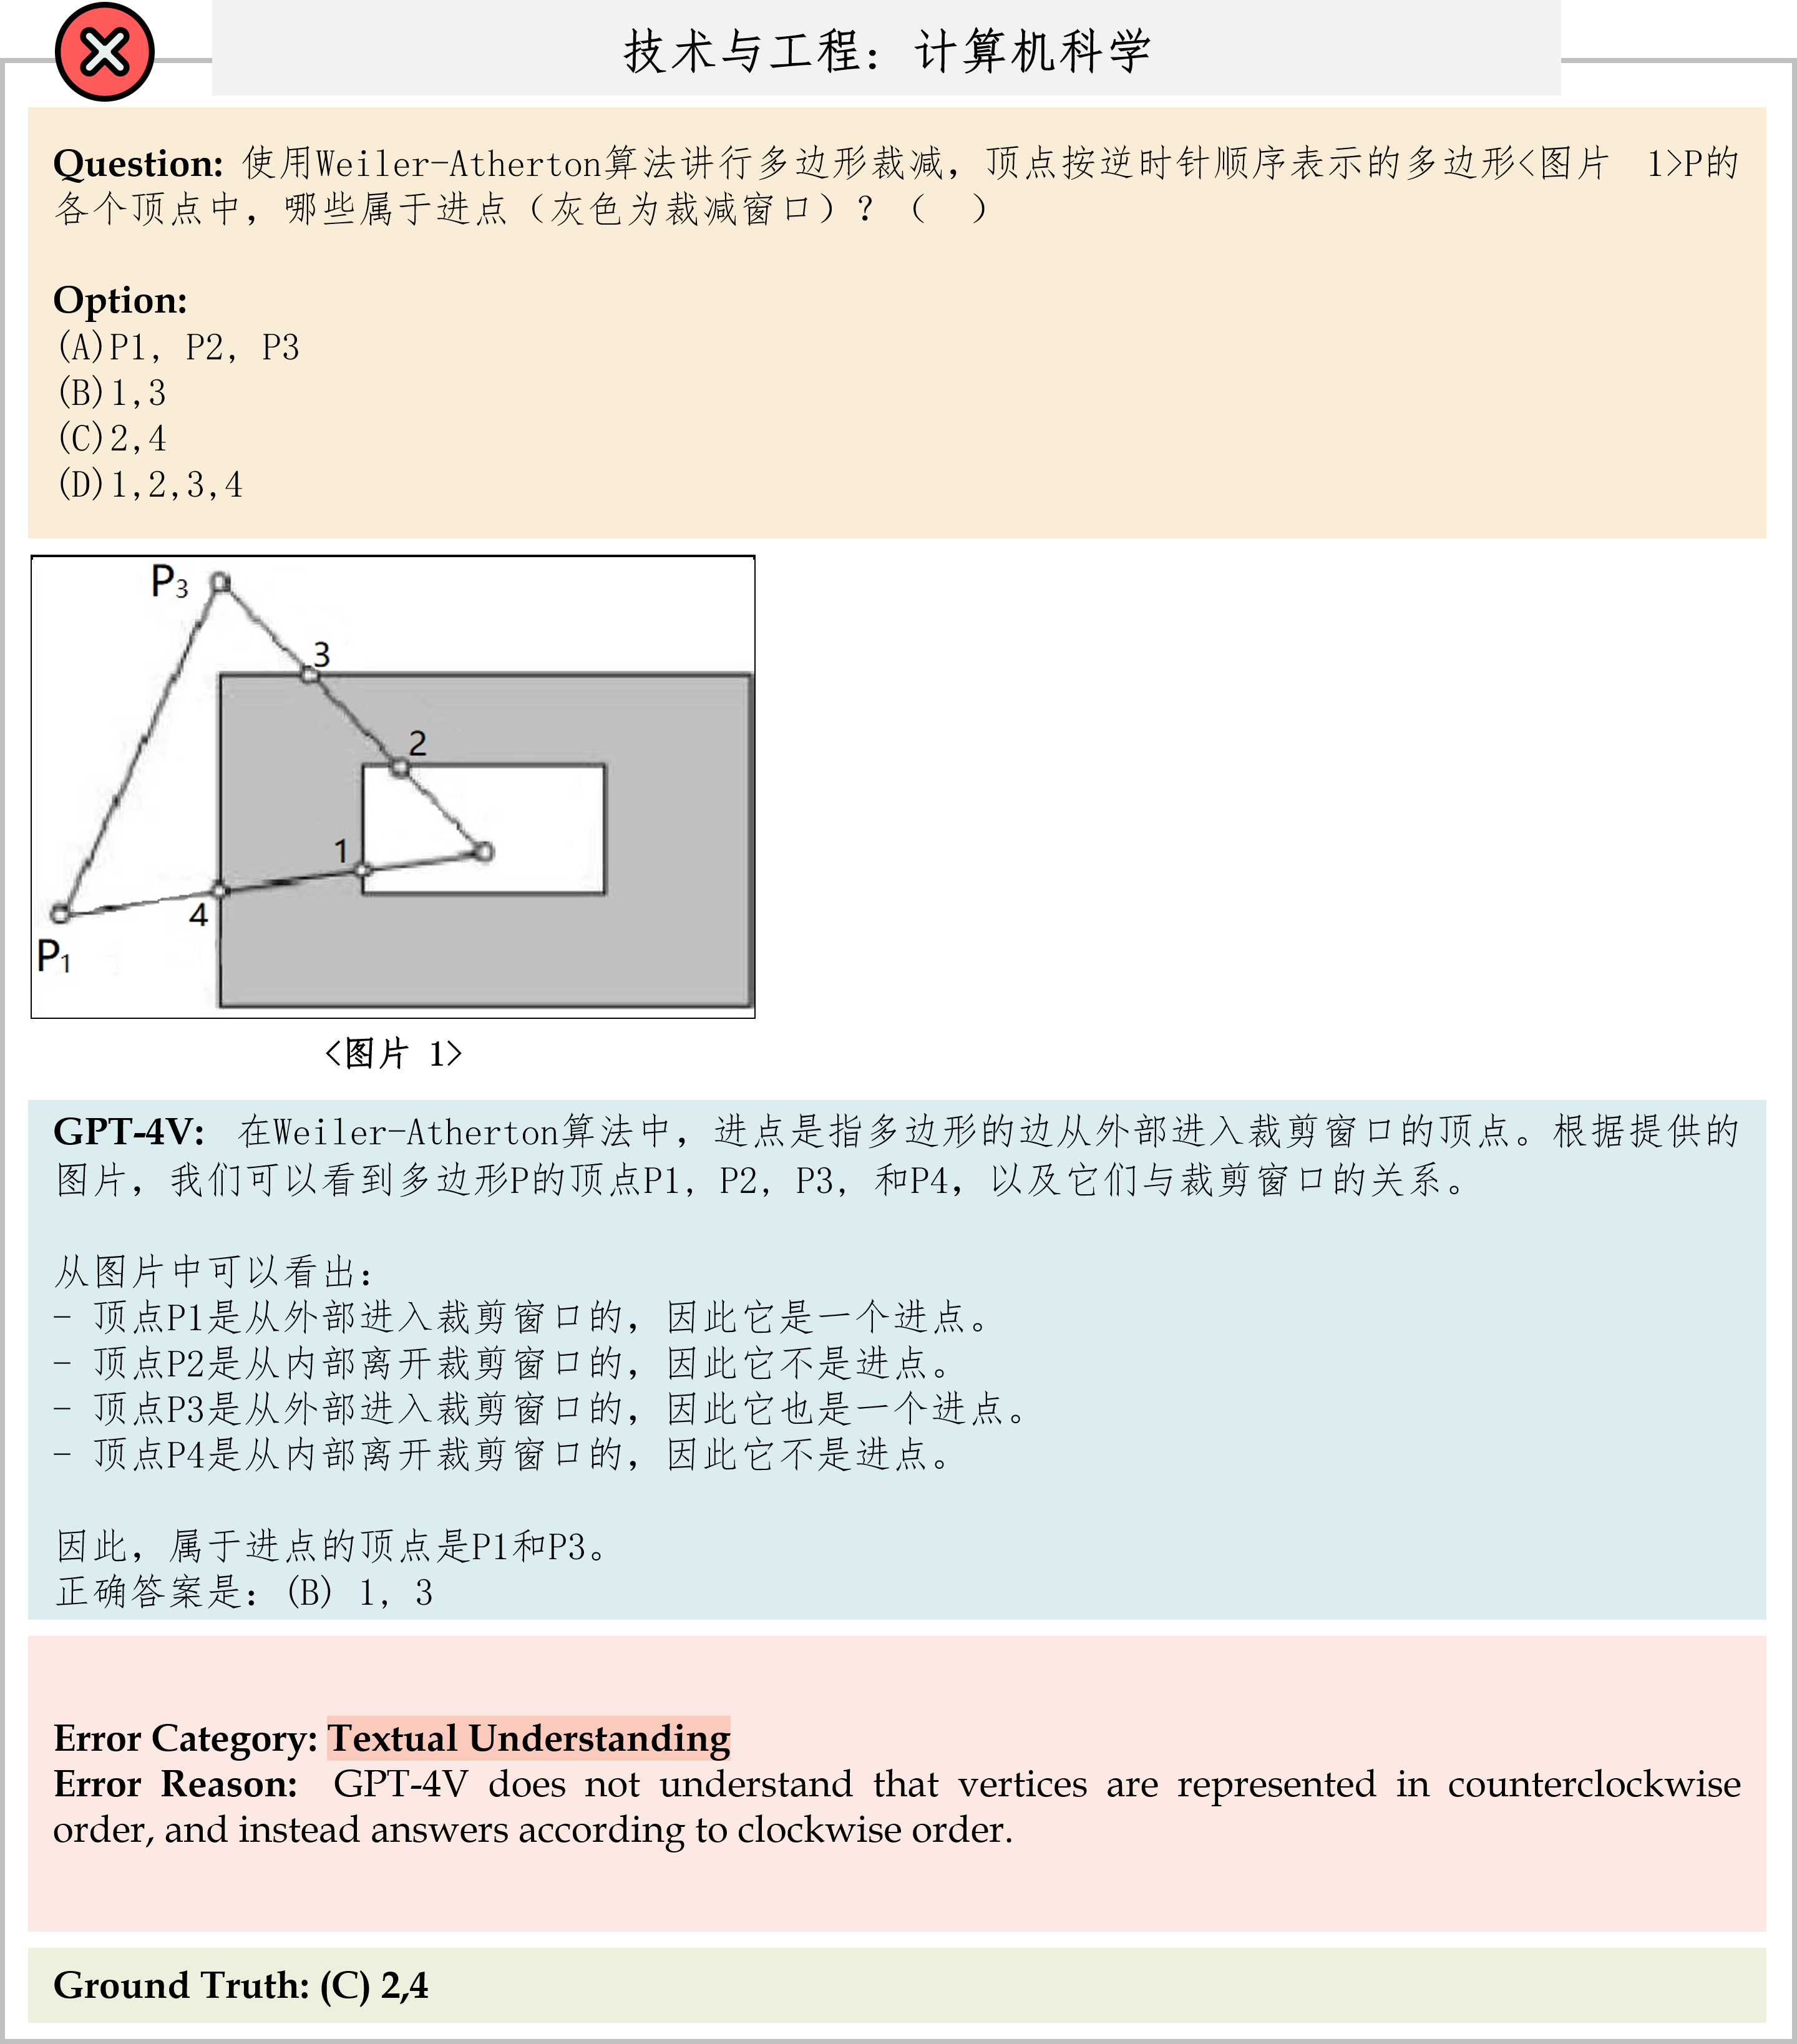 技术与工程：计算机科学
Question: 使用Weiler-Atherton算法讲行多边形裁减，顶点按逆时针顺序表示的多边形<图片 1>P的
各个顶点中，哪些属于进点（灰色为裁减窗口）？（ ）
Option:
(A)P1, P2, P3
(B)1,3
(C)2,4
(D)1,2,3,4
P3
3
2
1
4
P1
<图片 1>
GPT-4V: 在Weiler-Atherton算法中，进点是指多边形的边从外部进入裁剪窗口的顶点。根据提供的
图片，我们可以看到多边形P的顶点P1, P2, P3, 和P4，以及它们与裁剪窗口的关系。
从图片中可以看出：
- 顶点P1是从外部进入裁剪窗口的，因此它是一个进点。
- 顶点P2是从内部离开裁剪窗口的，因此它不是进点。
- 顶点P3是从外部进入裁剪窗口的，因此它也是一个进点。
- 顶点P4是从内部离开裁剪窗口的，因此它不是进点。
因此，属于进点的顶点是P1和P3。
正确答案是：(B) 1, 3
Error Category: Textual Understanding
Error Reason: GPT-4V does not understand that vertices are represented in counterclockwise
order, and instead answers according to clockwise order.
Ground Truth: (C) 2,4